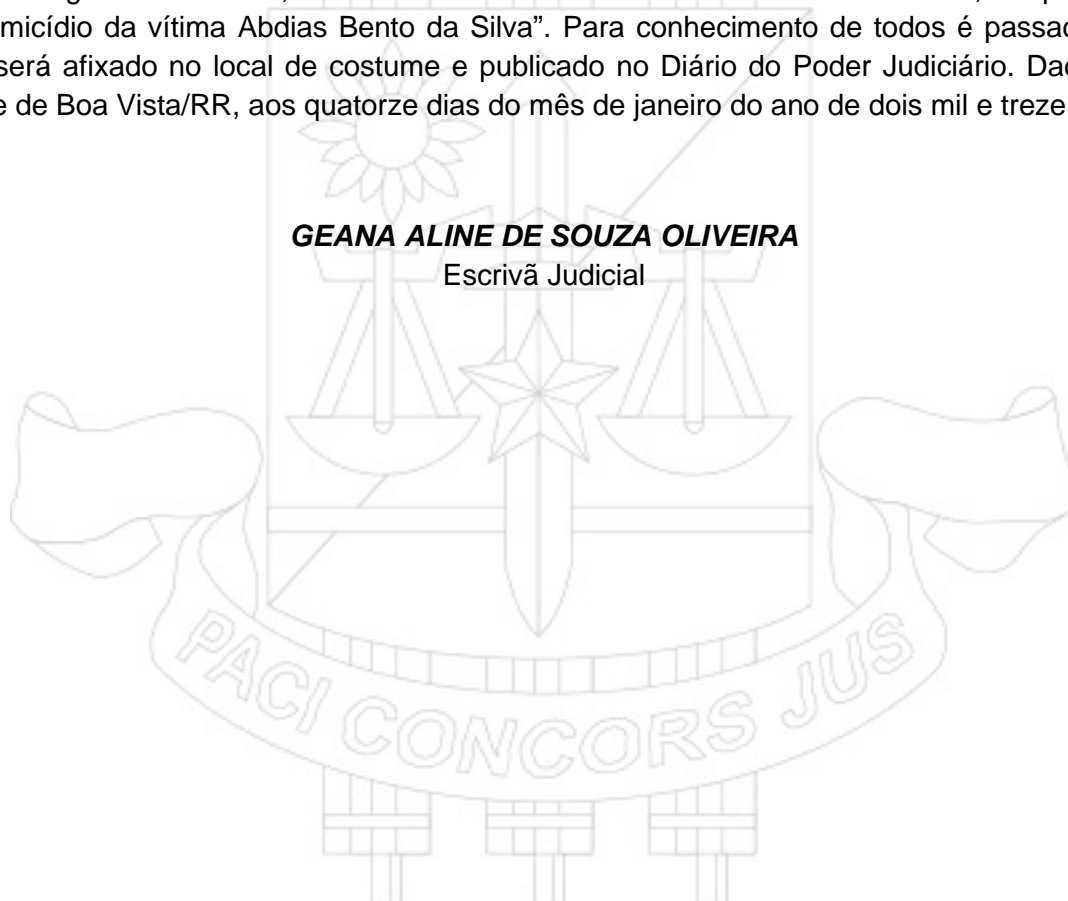 micídio da vítima Abdias Bento da Silva”. Para conhecimento de todos é passad
será afixado no local de costume e publicado no Diário do Poder Judiciário. Dad
e de Boa Vista/RR, aos quatorze dias do mês de janeiro do ano de dois mil e treze
GEANA ALINE DE SOUZA OLIVEIRA
Escrivã Judicial
PACI CONCORS JUS